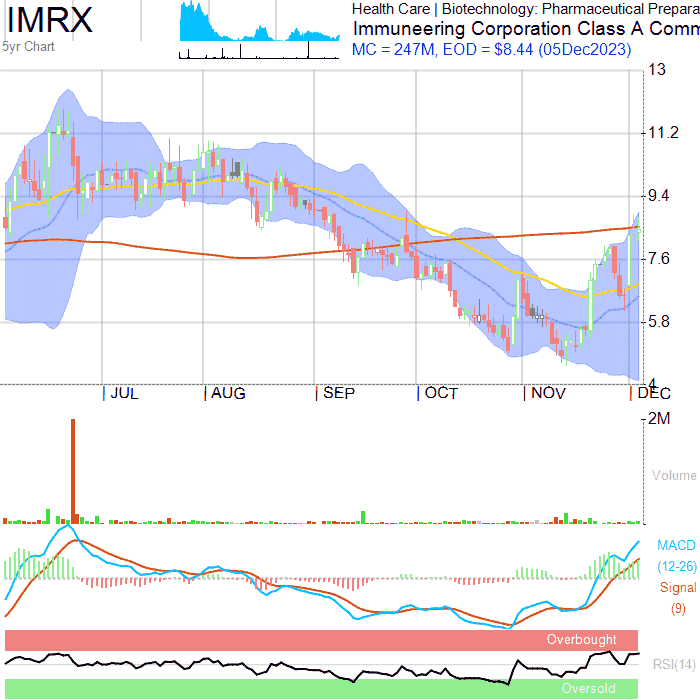 IMRX
Health Care | Biotechnology: Pharmaceutical Prepara
5yr Chart
Immuneering Corporation Class A Comm
MC = 247M, EOD = $8.44 (05Dec2023)
13
11.2
9.4
7.6
5.8
4
JUL AUG SEP OCT NOV DEC
2M
Volume
MACD
(12-26)
Signal
(9)
Overbought
RSI(14)
Oversold